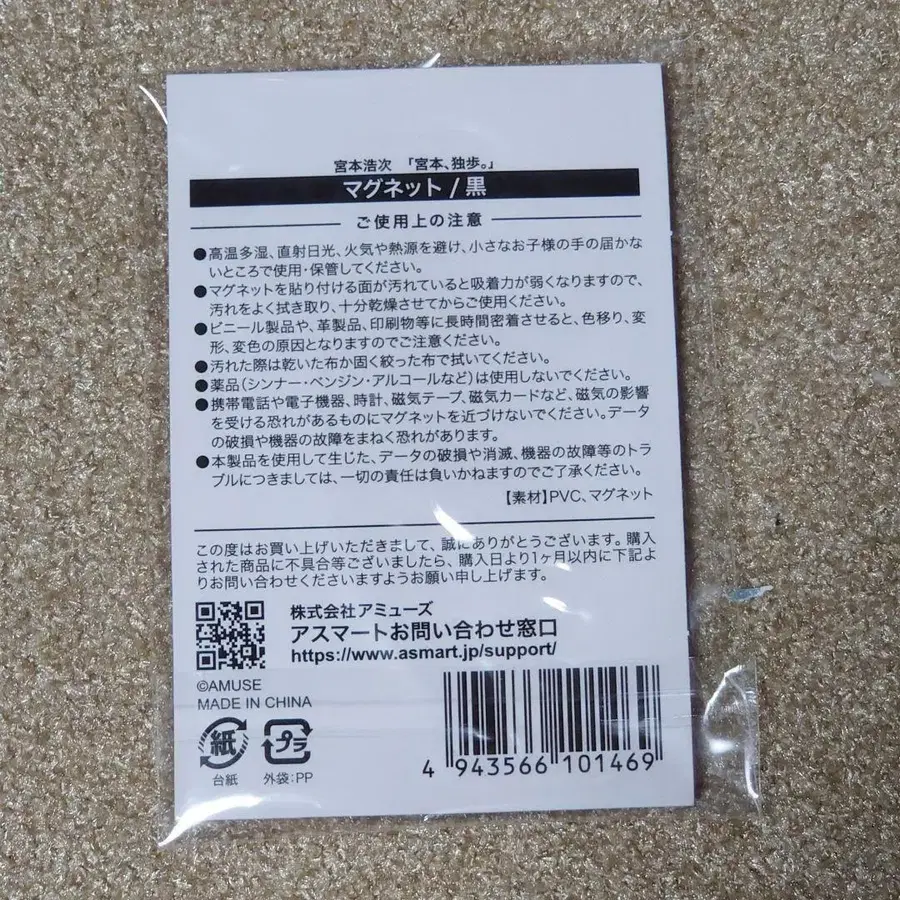 宮本浩次 「宮本、独歩。」
マグネット / 黒
ご使用上の注意
●高温多湿、直射日光、火気や熱源を避け、小さなお子様の手の届かな
いところで使用・保管してください。
●マグネットを貼り付ける面が汚れていると吸着力が弱くなりますので、
汚れをよく拭き取り、十分乾燥させてからご使用ください。
●ビニール製品や、革製品、印刷物等に長時間密着させると、色移り、変
形、変色の原因となりますのでご注意ください。
●汚れた際は乾いた布か固く絞った布で拭いてください。
●薬品(シンナー・ベンジン・アルコールなど)は使用しないでください。
●携帯電話や電子機器、時計、磁気テープ、磁気カードなど、磁気の影響
を受ける恐れがあるものにマグネットを近づけないでください。データ
の破損や機器の故障をまねく恐れがあります。
●本製品を使用して生じた、データの破損や消滅、機器の故障等のトラ
ブルにつきましては、一切の責任は負いかねますのでご了承ください。
【素材】PVC、マグネット
この度はお買い上げいただきまして、誠にありがとうございます。購入
された商品に不具合等ございましたら、購入日より1ヶ月以内に下記よ
りお問い合わせくださいますようお願い申し上げます。
株式会社アミューズ
アスマートお問い合わせ窓口
https://www.asmart.jp/support/
©AMUSE
MADE IN CHINA
紙
プラ
台紙
外袋:PP
4 943566 101469